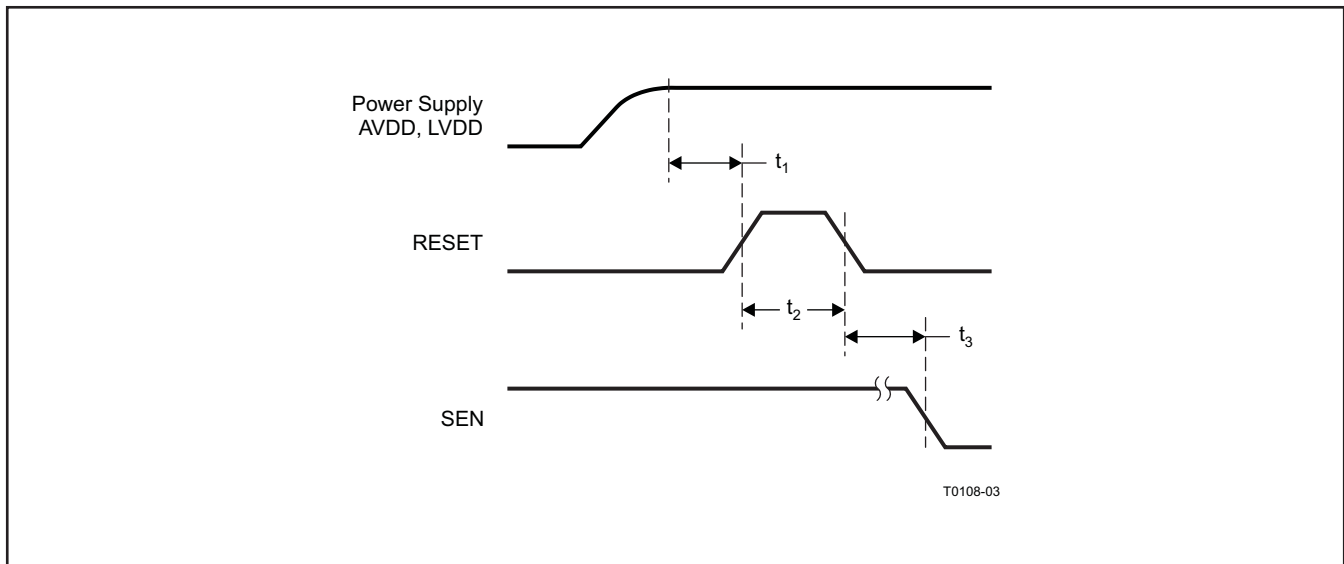 Power Supply
AVDD, LVDD
t1
RESET
t2
t3
SEN
T0108-03